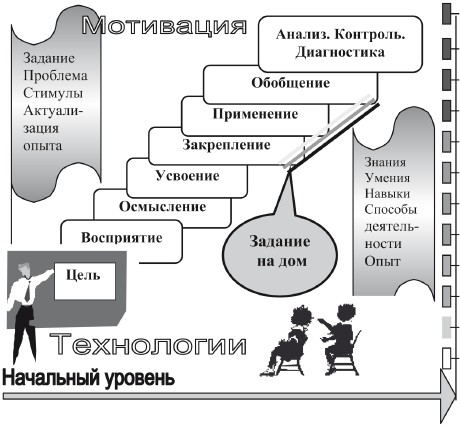 Мотивация
Задание
Проблема
Стимулы
Актуали-
зация
опыта
Анализ. Контроль.
Диагностика
Обобщение
Применение
Закрепление
Усвоение
Осмысление
Восприятие
Цель
Задание
на дом
Знания
Умения
Навыки
Способы
деятель-
ности
Опыт
Технологии
Начальный уровень